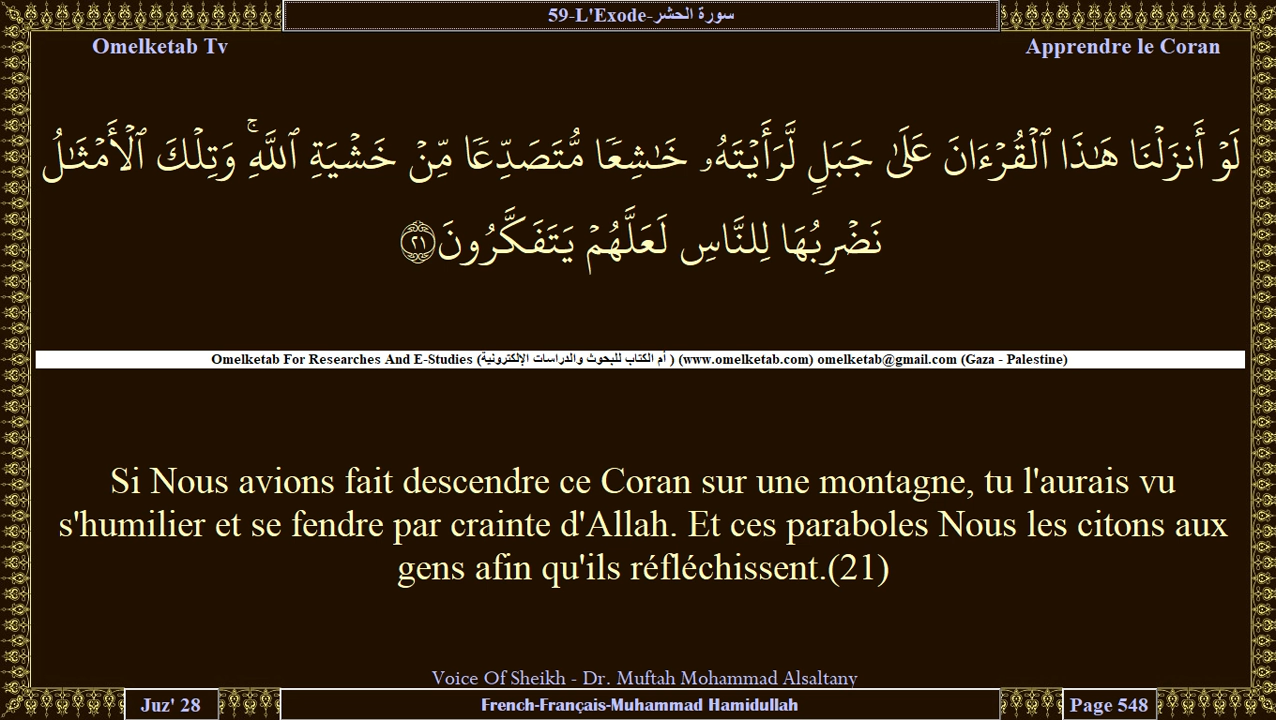 59-L'Exode-سورة الحشر
Omelketab Tv
Apprendre le Coran
لَوْ أَنزَلْنَا هَـٰذَا ٱلْقُرْءَانَ عَلَىٰ جَبَلٍ لَّرَأَيْتَهُۥ خَـٰشِعًا مُّتَصَدِّعًا مِّنْ خَشْيَةِ ٱللَّهِ ۚ وَتِلْكَ ٱلْأَمْثَـٰلُ
نَضْرِبُهَا لِلنَّاسِ لَعَلَّهُمْ يَتَفَكَّرُونَ ٢١
Omelketab For Researches And E-Studies (أم الكتاب للبحوث والدراسات الإلكترونية ) (www.omelketab.com) omelketab@gmail.com (Gaza - Palestine)
Si Nous avions fait descendre ce Coran sur une montagne, tu l'aurais vu
s'humilier et se fendre par crainte d'Allah. Et ces paraboles Nous les citons aux
gens afin qu'ils réfléchissent.(21)
Voice Of Sheikh - Dr. Muftah Mohammad Alsaltany
Juz' 28
French-Français-Muhammad Hamidullah
Page 548